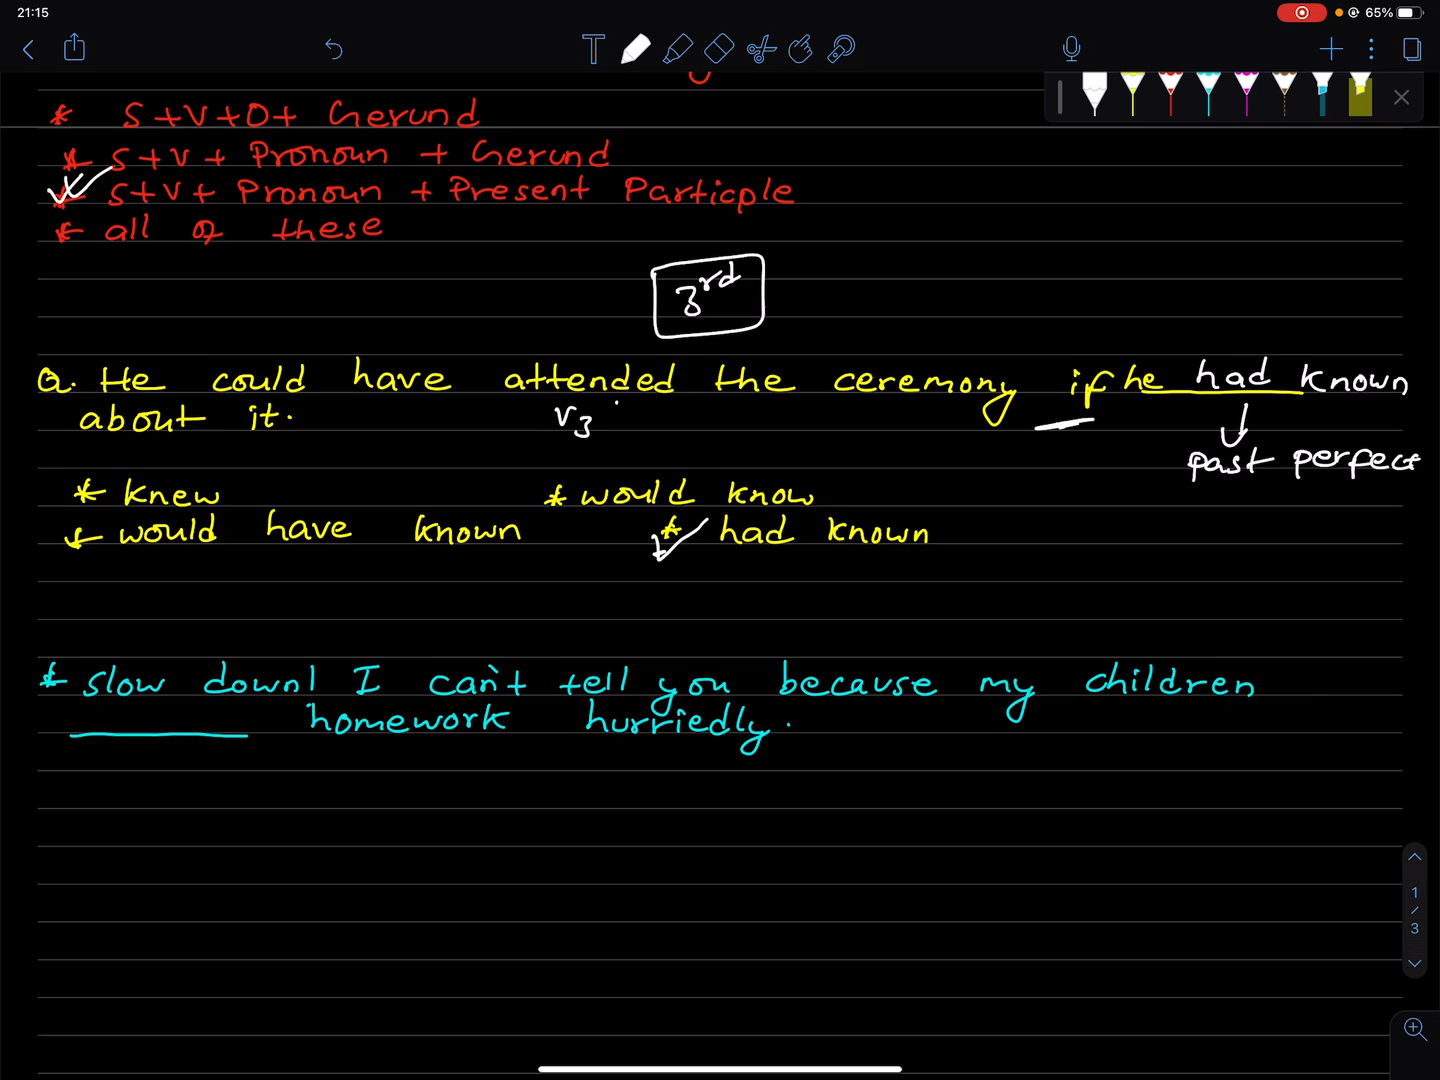 21:15
65%
* S+V+O+ Gerund
* S+V+ Pronoun + Gerund
* S+V+ Pronoun + Present Particple
* all of these
3rd
Q. He could have attended the ceremony if he had known
about it.
V3
past perfect
* knew * would know
* would have known * had known
* slow down! I can't tell you because my children
homework hurriedly.
1
/
3